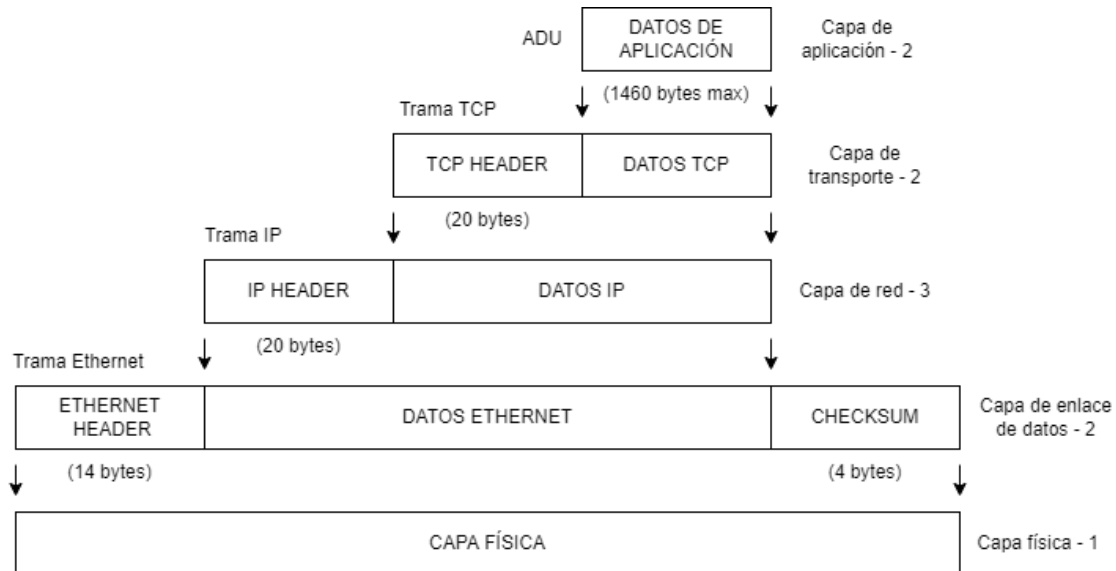 ADU
DATOS DE
APLICACIÓN
Capa de
aplicación - 2
(1460 bytes max)
Trama TCP
TCP HEADER
DATOS TCP
Capa de
transporte - 2
(20 bytes)
Trama IP
IP HEADER
DATOS IP
Capa de red - 3
(20 bytes)
Trama Ethernet
ETHERNET
HEADER
DATOS ETHERNET
CHECKSUM
Capa de enlace
de datos - 2
(14 bytes)
(4 bytes)
CAPA FÍSICA
Capa física - 1